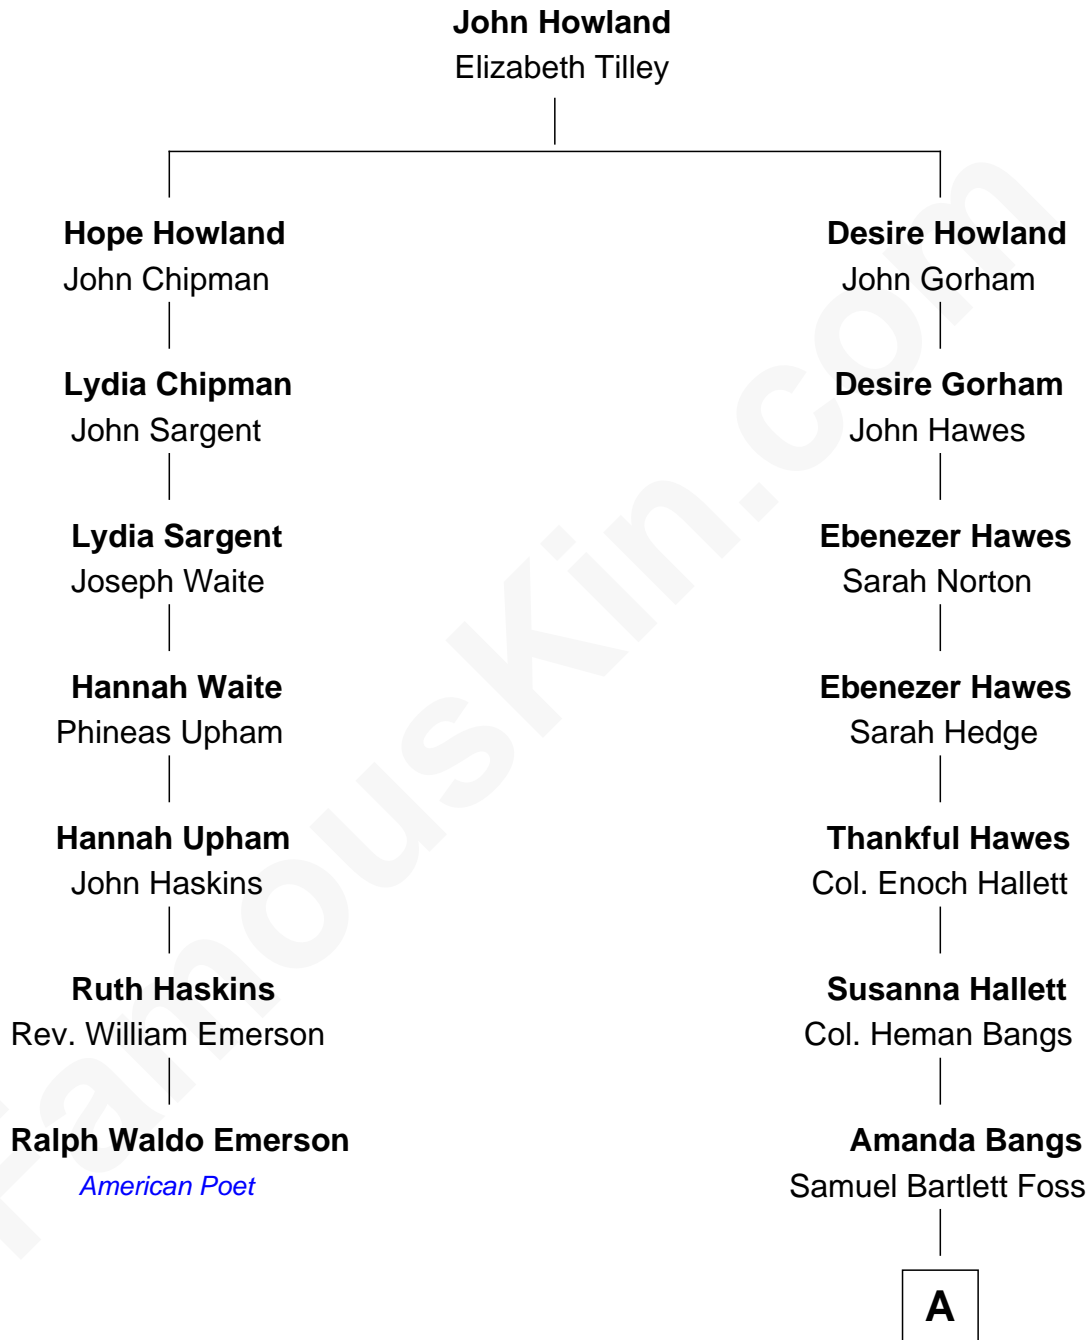 John Howland
Elizabeth Tilley
Hope Howland
John Chipman
Desire Howland
John Gorham
Lydia Chipman
John Sargent
Desire Gorham
John Hawes
Lydia Sargent
Joseph Waite
Ebenezer Hawes
Sarah Norton
Hannah Waite
Phineas Upham
Ebenezer Hawes
Sarah Hedge
Hannah Upham
John Haskins
Thankful Hawes
Col. Enoch Hallett
Ruth Haskins
Rev. William Emerson
Susanna Hallett
Col. Heman Bangs
Ralph Waldo Emerson
American Poet
Amanda Bangs
Samuel Bartlett Foss
A
FamousKin.com